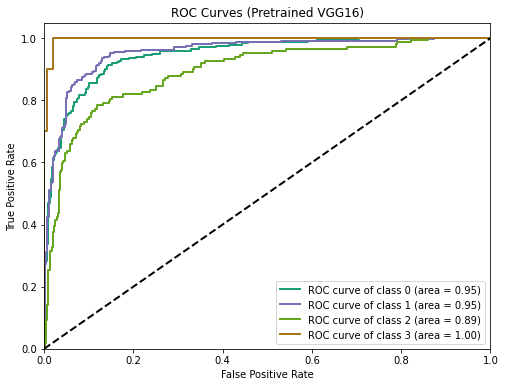 ROC Curves (Pretrained VGG16)
1.0
0.8
0.6
0.4
0.2
0.0
True Positive Rate
ROC curve of class 0 (area = 0.95)
ROC curve of class 1 (area = 0.95)
ROC curve of class 2 (area = 0.89)
ROC curve of class 3 (area = 1.00)
0.0 0.2 0.4 0.6 0.8 1.0
False Positive Rate